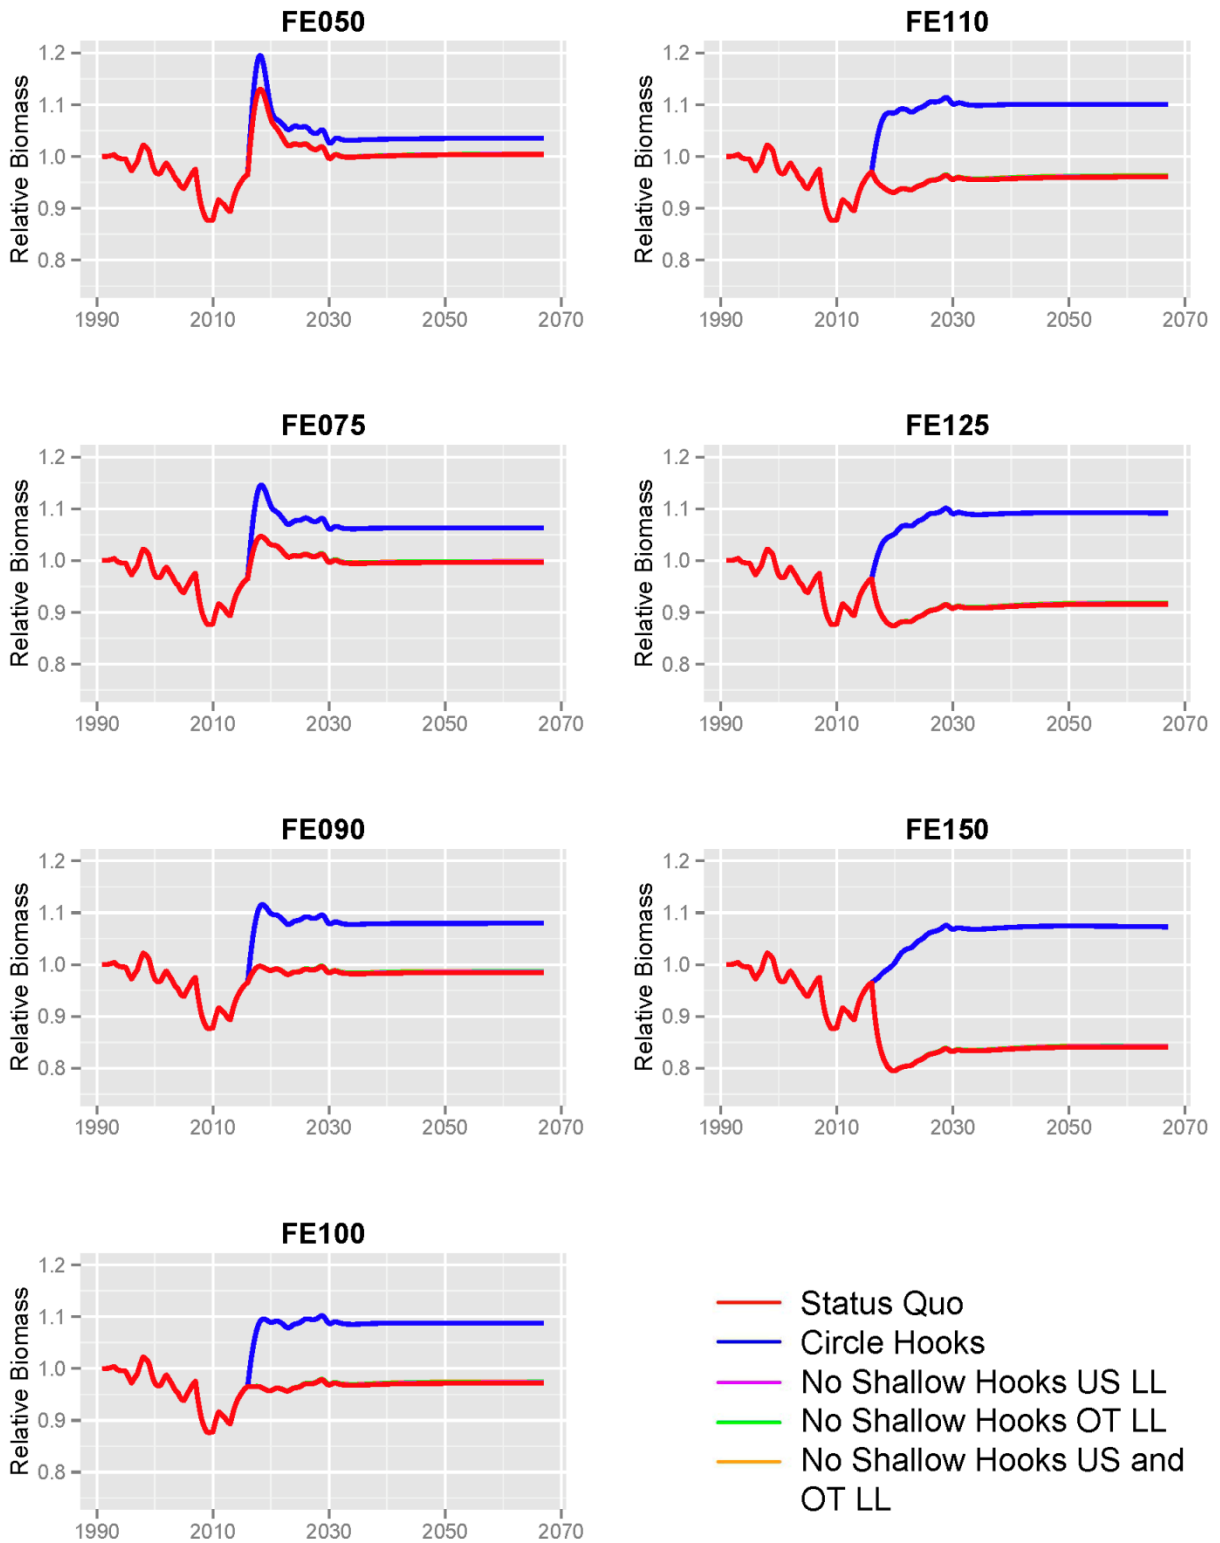 FE050
Relative Biomass
1.2
1.1
1.0
0.9
0.8
1990 2010 2030 2050 2070
FE110
Relative Biomass
1.2
1.1
1.0
0.9
0.8
1990 2010 2030 2050 2070
FE075
Relative Biomass
1.2
1.1
1.0
0.9
0.8
1990 2010 2030 2050 2070
FE125
Relative Biomass
1.2
1.1
1.0
0.9
0.8
1990 2010 2030 2050 2070
FE090
Relative Biomass
1.2
1.1
1.0
0.9
0.8
1990 2010 2030 2050 2070
FE150
Relative Biomass
1.2
1.1
1.0
0.9
0.8
1990 2010 2030 2050 2070
FE100
Relative Biomass
1.2
1.1
1.0
0.9
0.8
1990 2010 2030 2050 2070
Status Quo
Circle Hooks
No Shallow Hooks US LL
No Shallow Hooks OT LL
No Shallow Hooks US and
OT LL